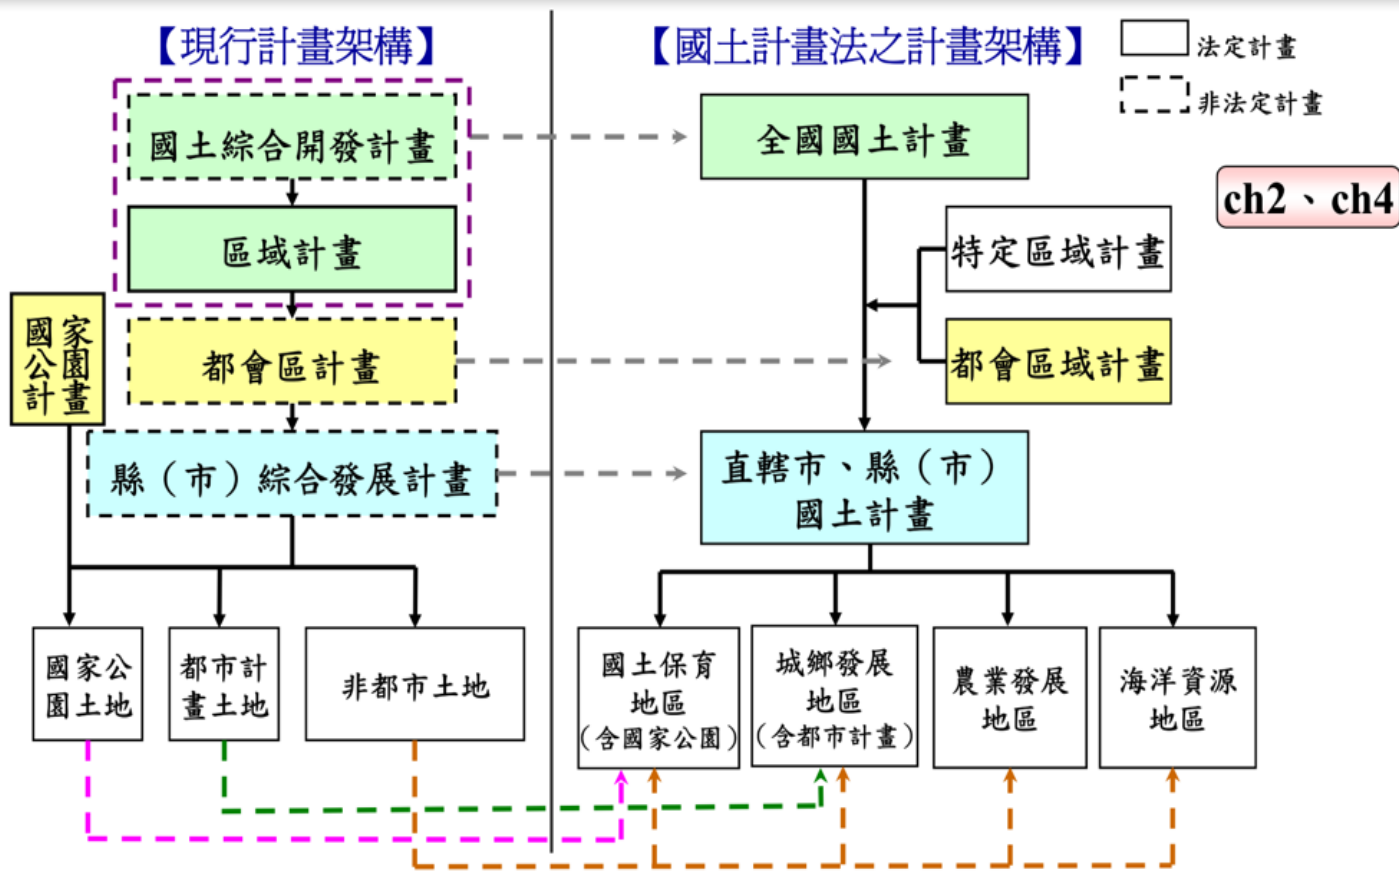 【現行計畫架構】
國土綜合開發計畫
區域計畫
國家
公園
計畫
都會區計畫
縣（市）綜合發展計畫
國家公
園土地
都市計
畫土地
非都市土地
【國土計畫法之計畫架構】
法定計畫
非法定計畫
全國國土計畫
ch2、ch4
特定區域計畫
都會區域計畫
直轄市、縣（市）
國土計畫
國土保育
地區
（含國家公園）
城鄉發展
地區
（含都市計畫）
農業發展
地區
海洋資源
地區